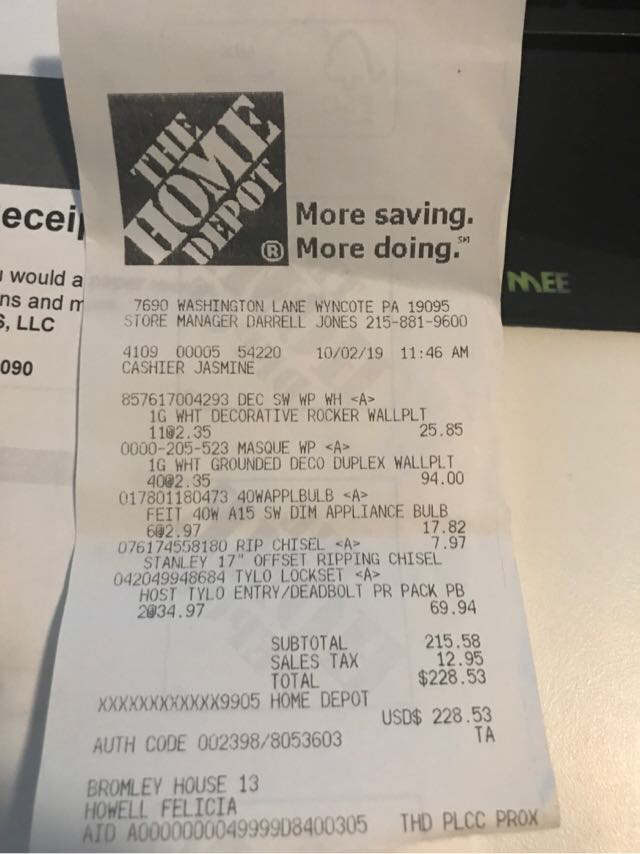 THE
HOME
DEPOT
®
More saving.
More doing.℠
7690 WASHINGTON LANE WYNCOTE PA 19095
STORE MANAGER DARRELL JONES 215-881-9600
4109 00005 54220 10/02/19 11:46 AM
CASHIER JASMINE
857617004293 DEC SW WP WH <A>
1G WHT DECORATIVE ROCKER WALLPLT
11@2.35 25.85
0000-205-523 MASQUE WP <A>
1G WHT GROUNDED DECO DUPLEX WALLPLT
40@2.35 94.00
017801180473 40WAPPLBULB <A>
FEIT 40W A15 SW DIM APPLIANCE BULB
6@2.97 17.82
076174558180 RIP CHISEL <A> 7.97
STANLEY 17" OFFSET RIPPING CHISEL
042049948684 TYLO LOCKSET <A>
HOST TYLO ENTRY/DEADBOLT PR PACK PB
2@34.97 69.94
SUBTOTAL 215.58
SALES TAX 12.95
TOTAL $228.53
XXXXXXXXXXXX9905 HOME DEPOT
USD$ 228.53
AUTH CODE 002398/8053603 TA
BROMLEY HOUSE 13
HOWELL FELICIA
AID A0000000049999D8400305 THD PLCC PROX
would a
ns and m
S, LLC
090
MEE